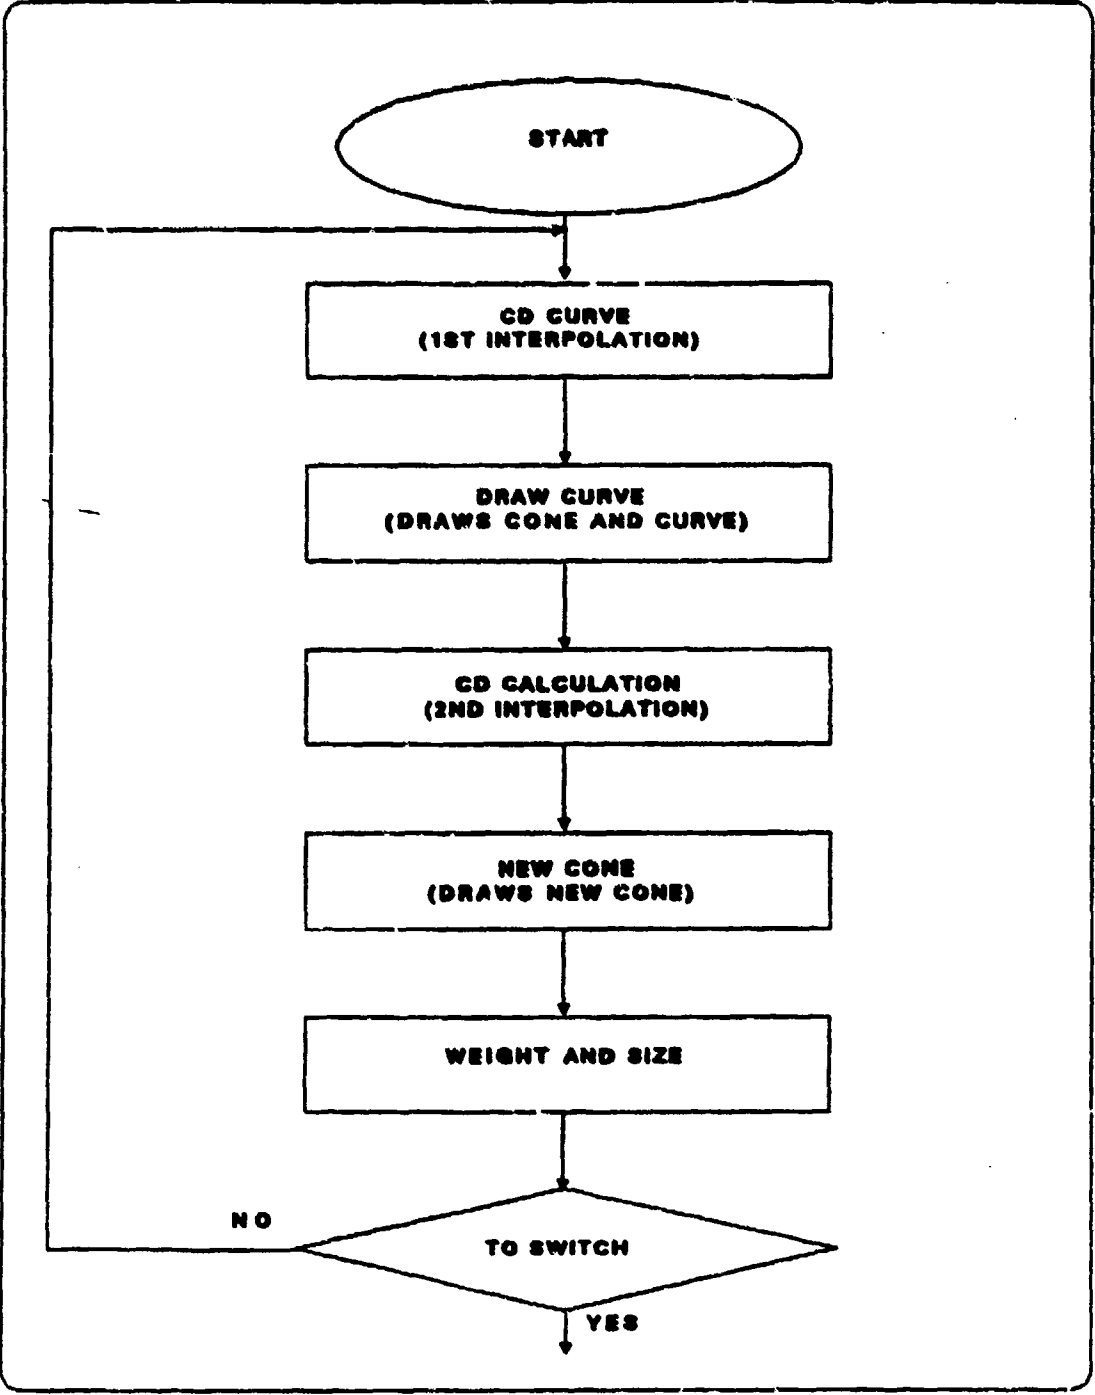 START
CD CURVE
(1ST INTERPOLATION)
DRAW CURVE
(DRAWS CONE AND CURVE)
CD CALCULATION
(2ND INTERPOLATION)
NEW CONE
(DRAWS NEW CONE)
WEIGHT AND SIZE
NO
TO SWITCH
YES